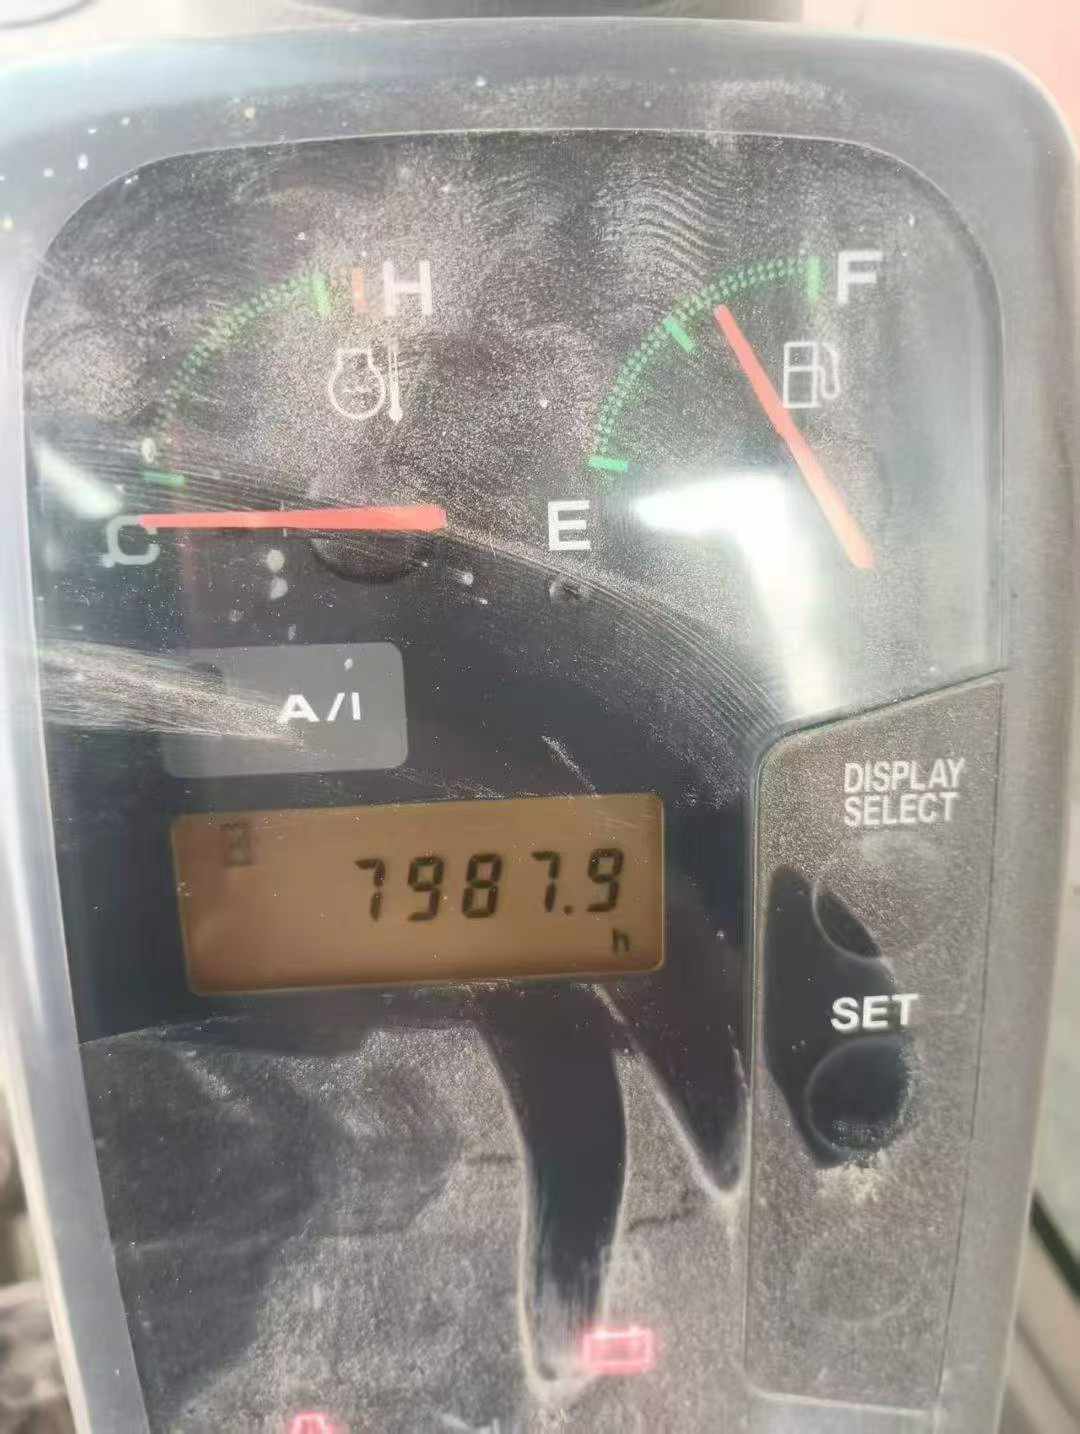 H
F
C
E
A/I
DISPLAY
SELECT
7987.9
h
SET